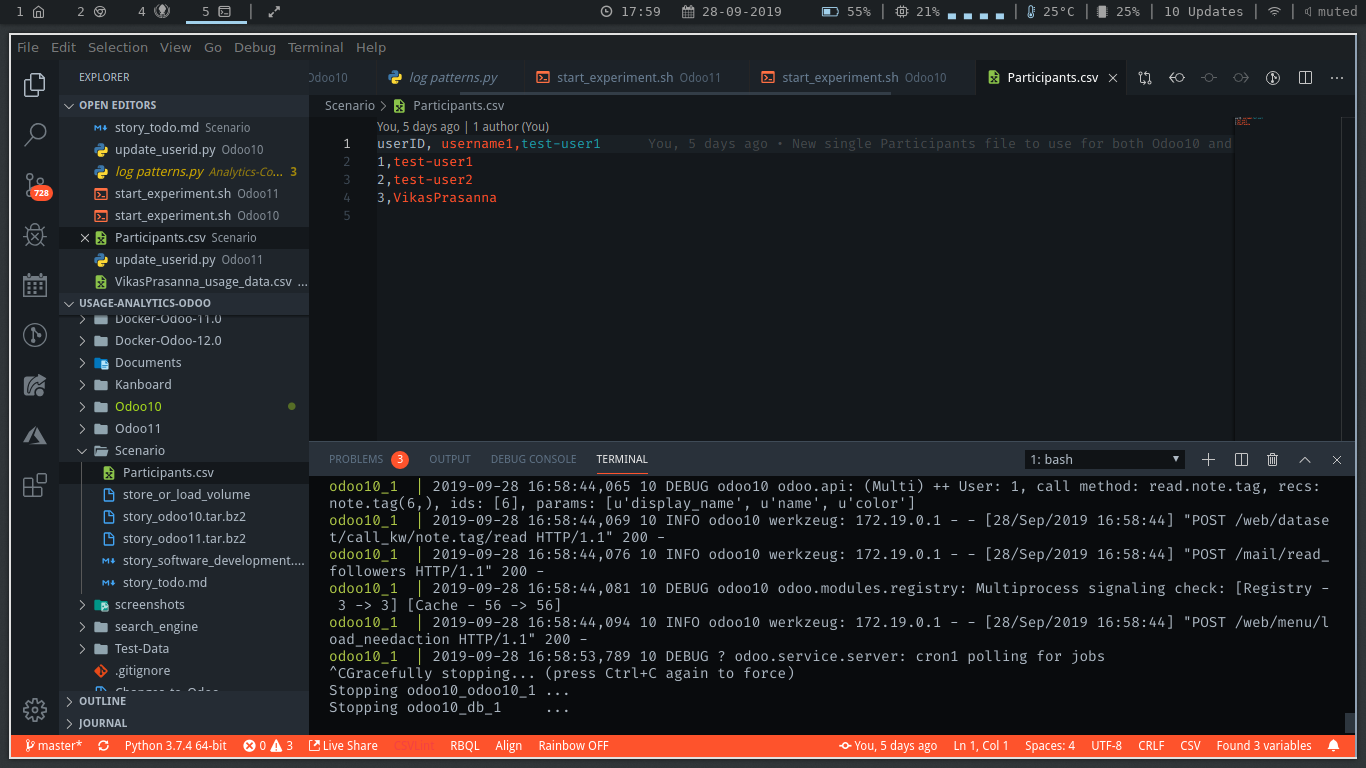 1 2 4 5 17:59 28-09-2019 55% | 21% | 25°C | 25% | 10 Updates | | muted
File Edit Selection View Go Debug Terminal Help
EXPLORER
OPEN EDITORS
story_todo.md Scenario
update_userid.py Odoo10
log patterns.py Analytics-Co... 3
start_experiment.sh Odoo11
start_experiment.sh Odoo10
Participants.csv Scenario
update_userid.py Odoo11
VikasPrasanna_usage_data.csv ...
728
USAGE-ANALYTICS-ODOO
Docker-Odoo-11.0
Docker-Odoo-12.0
Documents
Kanboard
Odoo10
Odoo11
Scenario
Participants.csv
store_or_load_volume
story_odoo10.tar.bz2
story_odoo11.tar.bz2
story_software_development....
story_todo.md
screenshots
search_engine
Test-Data
.gitignore
Changes_to_Odoo
OUTLINE
JOURNAL
Odoo10 log patterns.py start_experiment.sh Odoo11 start_experiment.sh Odoo10 Participants.csv
Scenario > Participants.csv
You, 5 days ago | 1 author (You)
1 userID, username1,test-user1 You, 5 days ago • New single Participants file to use for both Odoo10 and
2 1,test-user1
3 2,test-user2
4 3,VikasPrasanna
5
PROBLEMS 3 OUTPUT DEBUG CONSOLE TERMINAL 1: bash
odoo10_1 | 2019-09-28 16:58:44,065 10 DEBUG odoo10 odoo.api: (Multi) ++ User: 1, call method: read.note.tag, recs:
note.tag(6,), ids: [6], params: [u'display_name', u'name', u'color']
odoo10_1 | 2019-09-28 16:58:44,069 10 INFO odoo10 werkzeug: 172.19.0.1 - - [28/Sep/2019 16:58:44] "POST /web/datase
t/call_kw/note.tag/read HTTP/1.1" 200 -
odoo10_1 | 2019-09-28 16:58:44,076 10 INFO odoo10 werkzeug: 172.19.0.1 - - [28/Sep/2019 16:58:44] "POST /mail/read_
followers HTTP/1.1" 200 -
odoo10_1 | 2019-09-28 16:58:44,081 10 DEBUG odoo10 odoo.modules.registry: Multiprocess signaling check: [Registry -
3 -> 3] [Cache - 56 -> 56]
odoo10_1 | 2019-09-28 16:58:44,094 10 INFO odoo10 werkzeug: 172.19.0.1 - - [28/Sep/2019 16:58:44] "POST /web/menu/l
oad_needaction HTTP/1.1" 200 -
odoo10_1 | 2019-09-28 16:58:53,789 10 DEBUG ? odoo.service.server: cron1 polling for jobs
^CGracefully stopping... (press Ctrl+C again to force)
Stopping odoo10_odoo10_1 ...
Stopping odoo10_db_1 ...
master* Python 3.7.4 64-bit 0 3 Live Share CSVLint RBQL Align Rainbow OFF You, 5 days ago Ln 1, Col 1 Spaces: 4 UTF-8 CRLF CSV Found 3 variables